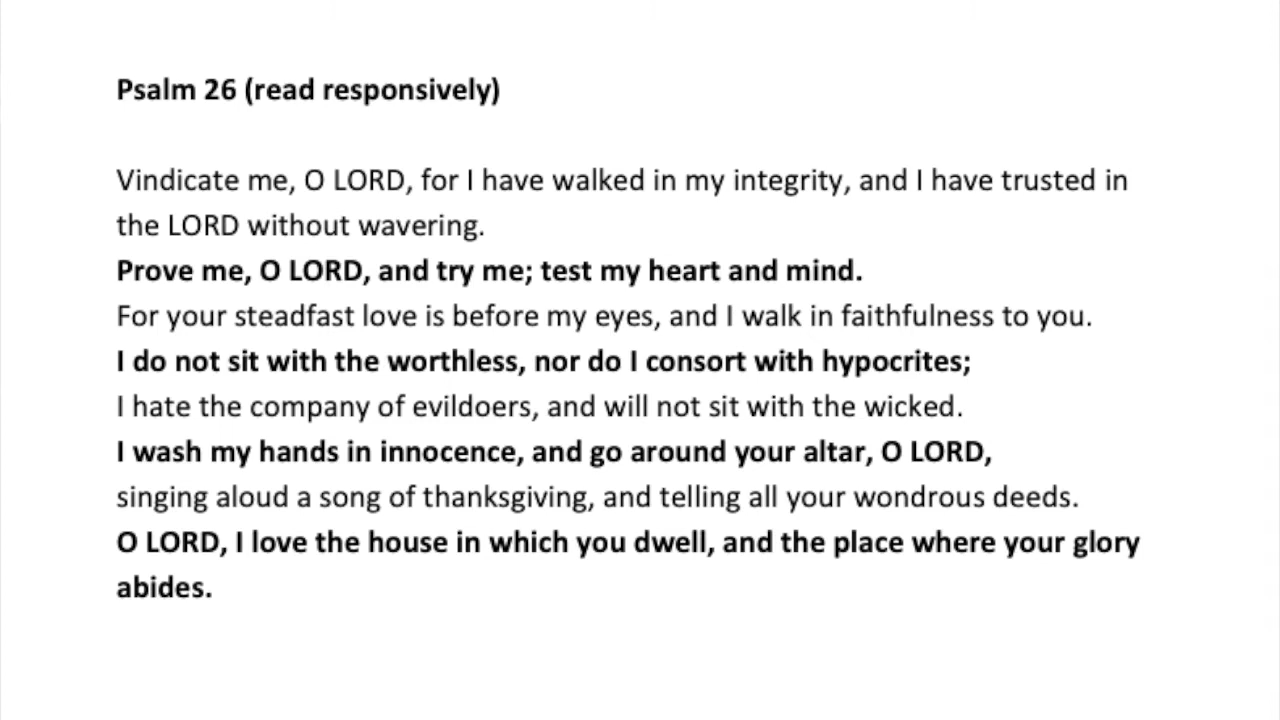 Psalm 26 (read responsively)
Vindicate me, O LORD, for I have walked in my integrity, and I have trusted in
the LORD without wavering.
Prove me, O LORD, and try me; test my heart and mind.
For your steadfast love is before my eyes, and I walk in faithfulness to you.
I do not sit with the worthless, nor do I consort with hypocrites;
I hate the company of evildoers, and will not sit with the wicked.
I wash my hands in innocence, and go around your altar, O LORD,
singing aloud a song of thanksgiving, and telling all your wondrous deeds.
O LORD, I love the house in which you dwell, and the place where your glory
abides.